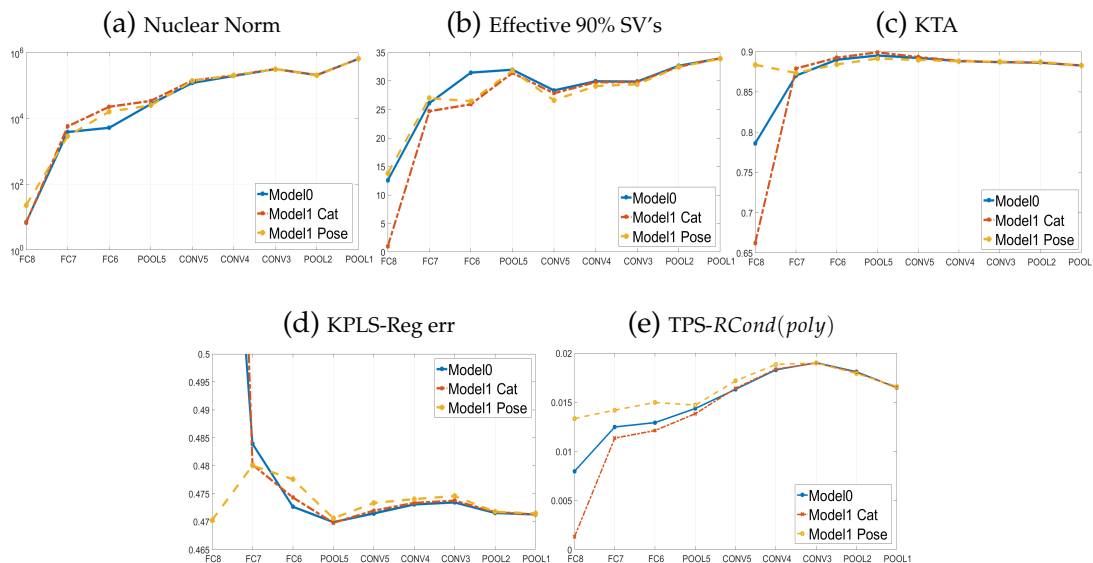 (a) Nuclear Norm
(b) Effective 90% SV's
(c) KTA
10^6
10^4
10^2
10^0
Model0
Model1 Cat
Model1 Pose
FC8 FC7 FC6 POOL5 CONV5 CONV4 CONV3 POOL2 POOL1
35
30
25
20
15
10
5
0
Model0
Model1 Cat
Model1 Pose
FC8 FC7 FC6 POOL5 CONV5 CONV4 CONV3 POOL2 POOL1
0.9
0.85
0.8
0.75
0.7
0.65
Model0
Model1 Cat
Model1 Pose
FC8 FC7 FC6 POOL5 CONV5 CONV4 CONV3 POOL2 POOL1
(d) KPLS-Reg err
(e) TPS-RCond(poly)
0.5
0.495
0.49
0.485
0.48
0.475
0.47
0.465
Model0
Model1 Cat
Model1 Pose
FC8 FC7 FC6 POOL5 CONV5 CONV4 CONV3 POOL2 POOL1
0.02
0.015
0.01
0.005
0
Model0
Model1 Cat
Model1 Pose
FC8 FC7 FC6 POOL5 CONV5 CONV4 CONV3 POOL2 POOL1